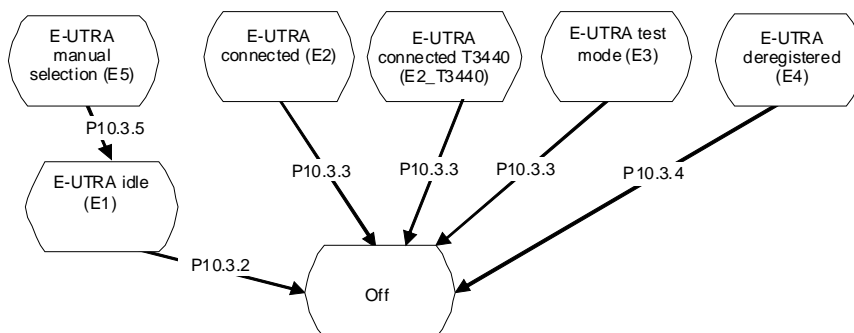 E-UTRA
manual
selection (E5)
E-UTRA
connected (E2)
E-UTRA
connected T3440
(E2_T3440)
E-UTRA test
mode (E3)
E-UTRA
deregistered
(E4)
P10.3.5
P10.3.3
P10.3.3
P10.3.3
P10.3.4
E-UTRA idle
(E1)
P10.3.2
Off